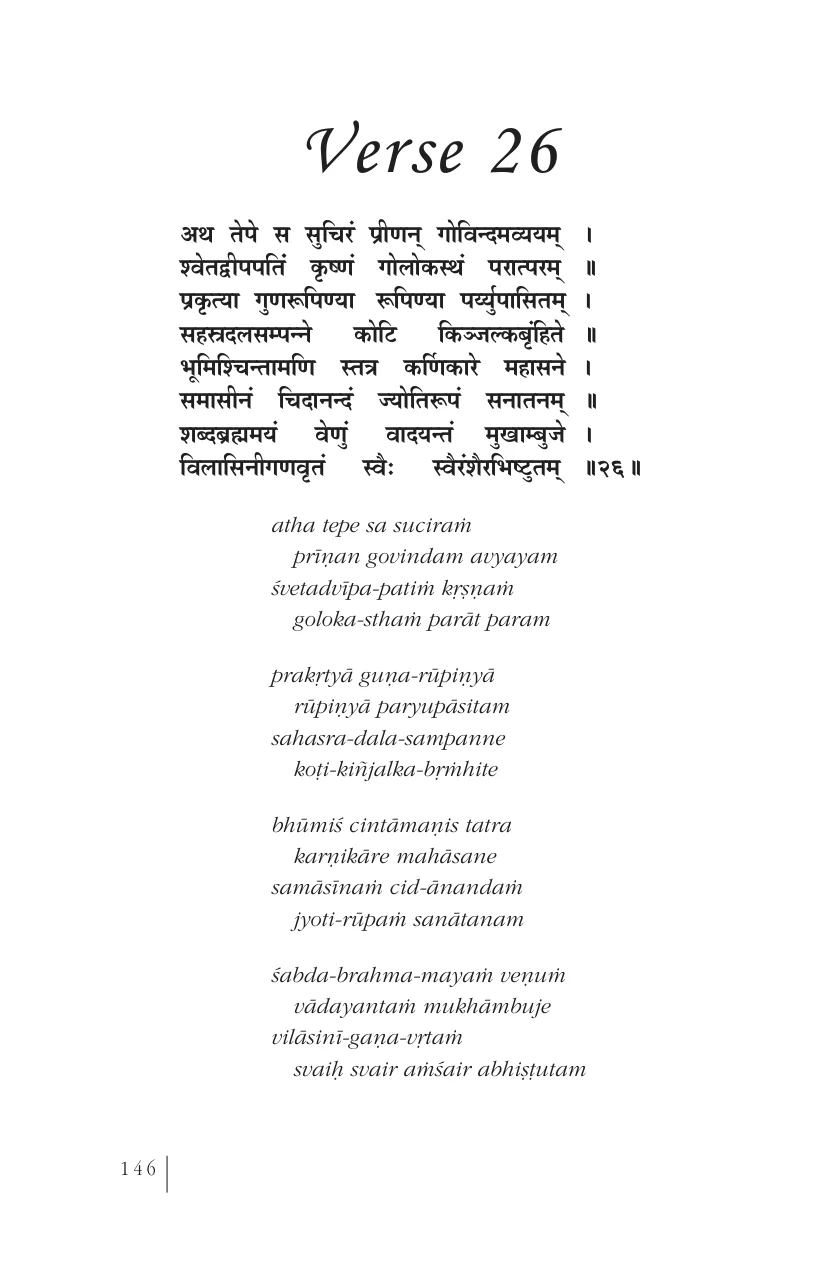 Verse 26
अथ तेपे स सुचिरं प्रीणन् गोविन्दमव्ययम् ।
श्वेतद्वीपपतिं कृष्णं गोलोकस्थं परात्परम् ॥
प्रकृत्या गुणरूपिण्या रूपिण्या पर्य्युपासितम् ।
सहस्रदलसम्पन्ने कोटि किञ्जल्कबृंहिते ॥
भूमिश्चिन्तामणि स्तत्र कर्णिकारे महासने ।
समासीनं चिदानन्दं ज्योतिरूपं सनातनम् ॥
शब्दब्रह्ममयं वेणुं वादयन्तं मुखाम्बुजे ।
विलासिनीगणवृतं स्वैः स्वैरंशैरभिष्टुतम् ॥२६॥
atha tepe sa suciraṁ
prīṇan govindam avyayam
śvetadvīpa-patiṁ kṛṣṇaṁ
goloka-sthaṁ parāt param
prakṛtyā guṇa-rūpiṇyā
rūpiṇyā paryupāsitam
sahasra-dala-sampanne
koṭi-kiñjalka-bṛṁhite
bhūmiś cintāmaṇis tatra
karṇikāre mahāsane
samāsīnaṁ cid-ānandaṁ
jyoti-rūpaṁ sanātanam
śabda-brahma-mayaṁ veṇuṁ
vādayantaṁ mukhāmbuje
vilāsinī-gaṇa-vṛtaṁ
svaiḥ svair aṁśair abhiṣṭutam
146